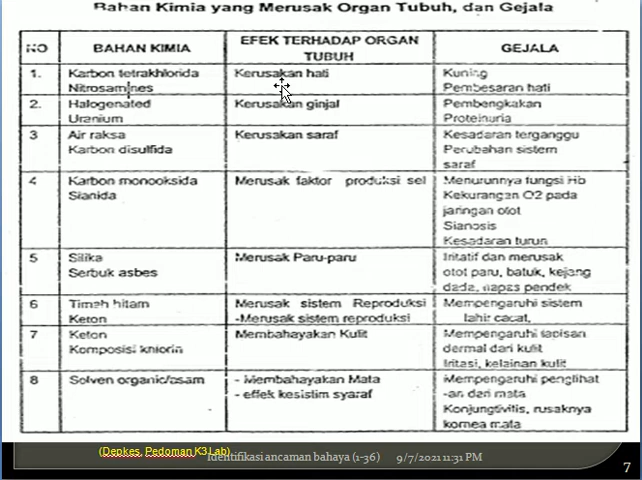 Bahan Kimia yang Merusak Organ Tubuh, dan Gejala
NO BAHAN KIMIA EFEK TERHADAP ORGAN TUBUH GEJALA
1. Karbon tetrakhlorida Kerusakan hati Kuning
Nitrosamines Pembesaran hati
2. Halogenated Kerusakan ginjal Pembengkakan
Uranium Proteinuria
3 Air raksa Kerusakan saraf Kesadaran terganggu
Karbon disulfida Perubahan sistem
saraf
4 Karbon monooksida Merusak faktor produksi sel Menurunnya fungsi Hb
Sianida Kekurangan O2 pada
jaringan otot
Sianosis
Kesadaran turun
5 Silika Merusak Paru-paru Iritatif dan merusak
Serbuk asbes otot paru, batuk, kejang
dada, napas pendek
6 Timah hitam Merusak sistem Reproduksi Mempengaruhi sistem
Keton -Merusak sistem reproduksi lahir cacat,
7 Keton Membahayakan Kulit Mempengaruhi lapisan
Komposisi khlorin dermal dari kulit
Iritasi, kelainan kulit
8 Solven organic/asam - Membahayakan Mata Mempengaruhi penglihat
- efek kesistim syaraf -an dari mata
Konjungtivitis, rusaknya
kornea mata
(Depkes, Pedoman K3 Lab)
Identifikasi ancaman bahaya (1-36) 9/7/2021 11:31 PM
7